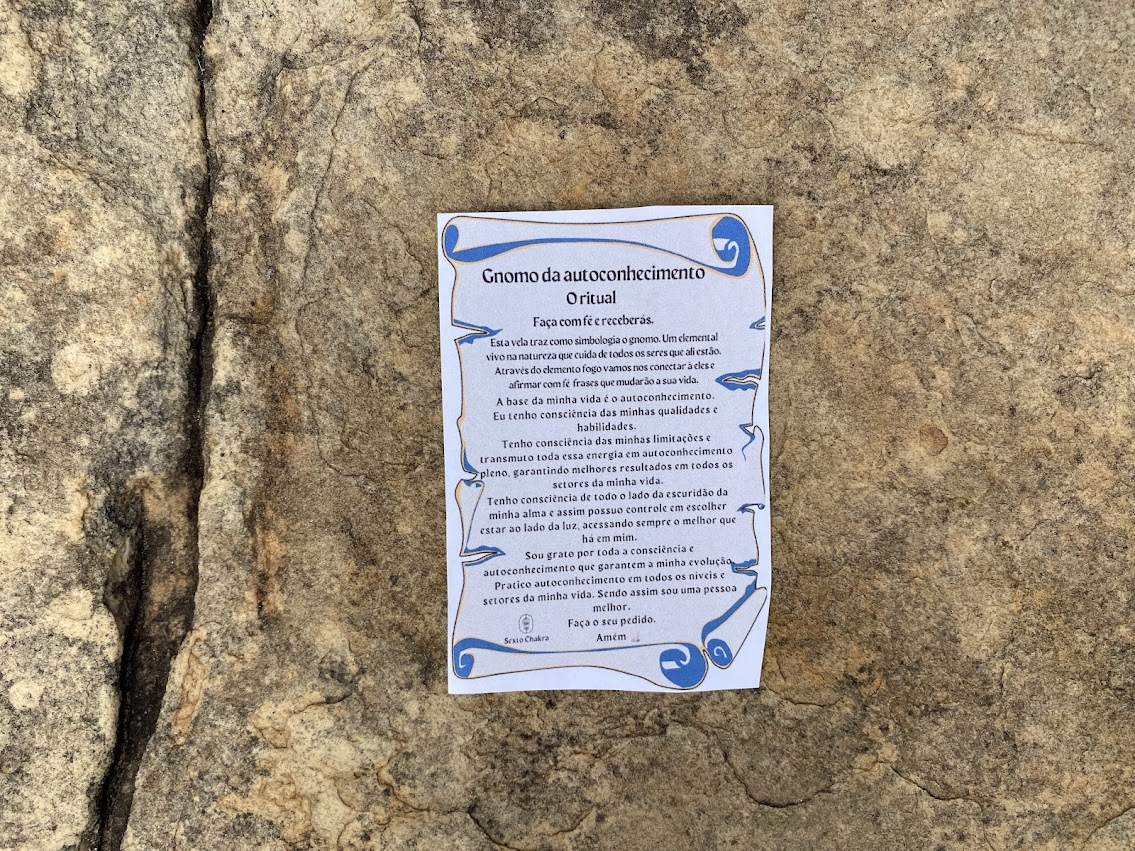 Gnomo da autoconhecimento
O ritual
Faça com fé e receberás.
Esta vela traz como simbologia o gnomo. Um elemental
vivo na natureza que cuida de todos os seres que ali estão.
Através do elemento fogo vamos nos conectar à eles e
afirmar com fé frases que mudarão a sua vida.
A base da minha vida é o autoconhecimento.
Eu tenho consciência das minhas qualidades e
habilidades.
Tenho consciência das minhas limitações e
transmuto toda essa energia em autoconhecimento
pleno, garantindo melhores resultados em todos os
setores da minha vida.
Tenho consciência de todo o lado da escuridão da
minha alma e assim possuo controle em escolher
estar ao lado da luz, acessando sempre o melhor que
há em mim.
Sou grato por toda a consciência e
autoconhecimento que garantem a minha evolução.
Pratico autoconhecimento em todos os níveis e
setores da minha vida. Sendo assim sou uma pessoa
melhor.
Faça o seu pedido.
Amém
Sexto Chakra